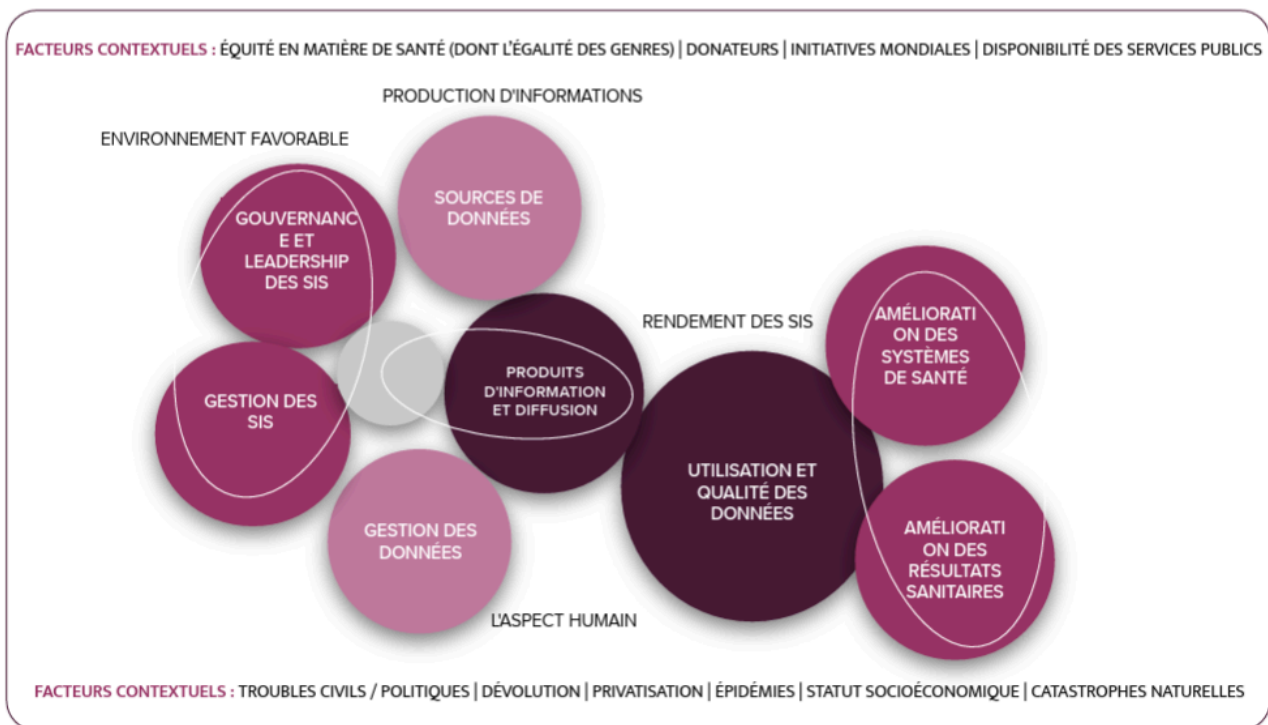 FACTEURS CONTEXTUELS : ÉQUITÉ EN MATIÈRE DE SANTÉ (DONT L'ÉGALITÉ DES GENRES) | DONATEURS | INITIATIVES MONDIALES | DISPONIBILITÉ DES SERVICES PUBLICS
PRODUCTION D'INFORMATIONS
ENVIRONNEMENT FAVORABLE
SOURCES DE
DONNÉES
GOUVERNANC
E ET
LEADERSHIP
DES SIS
RENDEMENT DES SIS
AMÉLIORATI
ON DES
SYSTÈMES
DE SANTÉ
PRODUITS
D'INFORMATION
ET DIFFUSION
GESTION DES
SIS
UTILISATION ET
QUALITÉ DES
DONNÉES
GESTION DES
DONNÉES
AMÉLIORATI
ON DES
RÉSULTATS
SANITAIRES
L'ASPECT HUMAIN
FACTEURS CONTEXTUELS : TROUBLES CIVILS / POLITIQUES | DÉVOLUTION | PRIVATISATION | ÉPIDÉMIES | STATUT SOCIOÉCONOMIQUE | CATASTROPHES NATURELLES